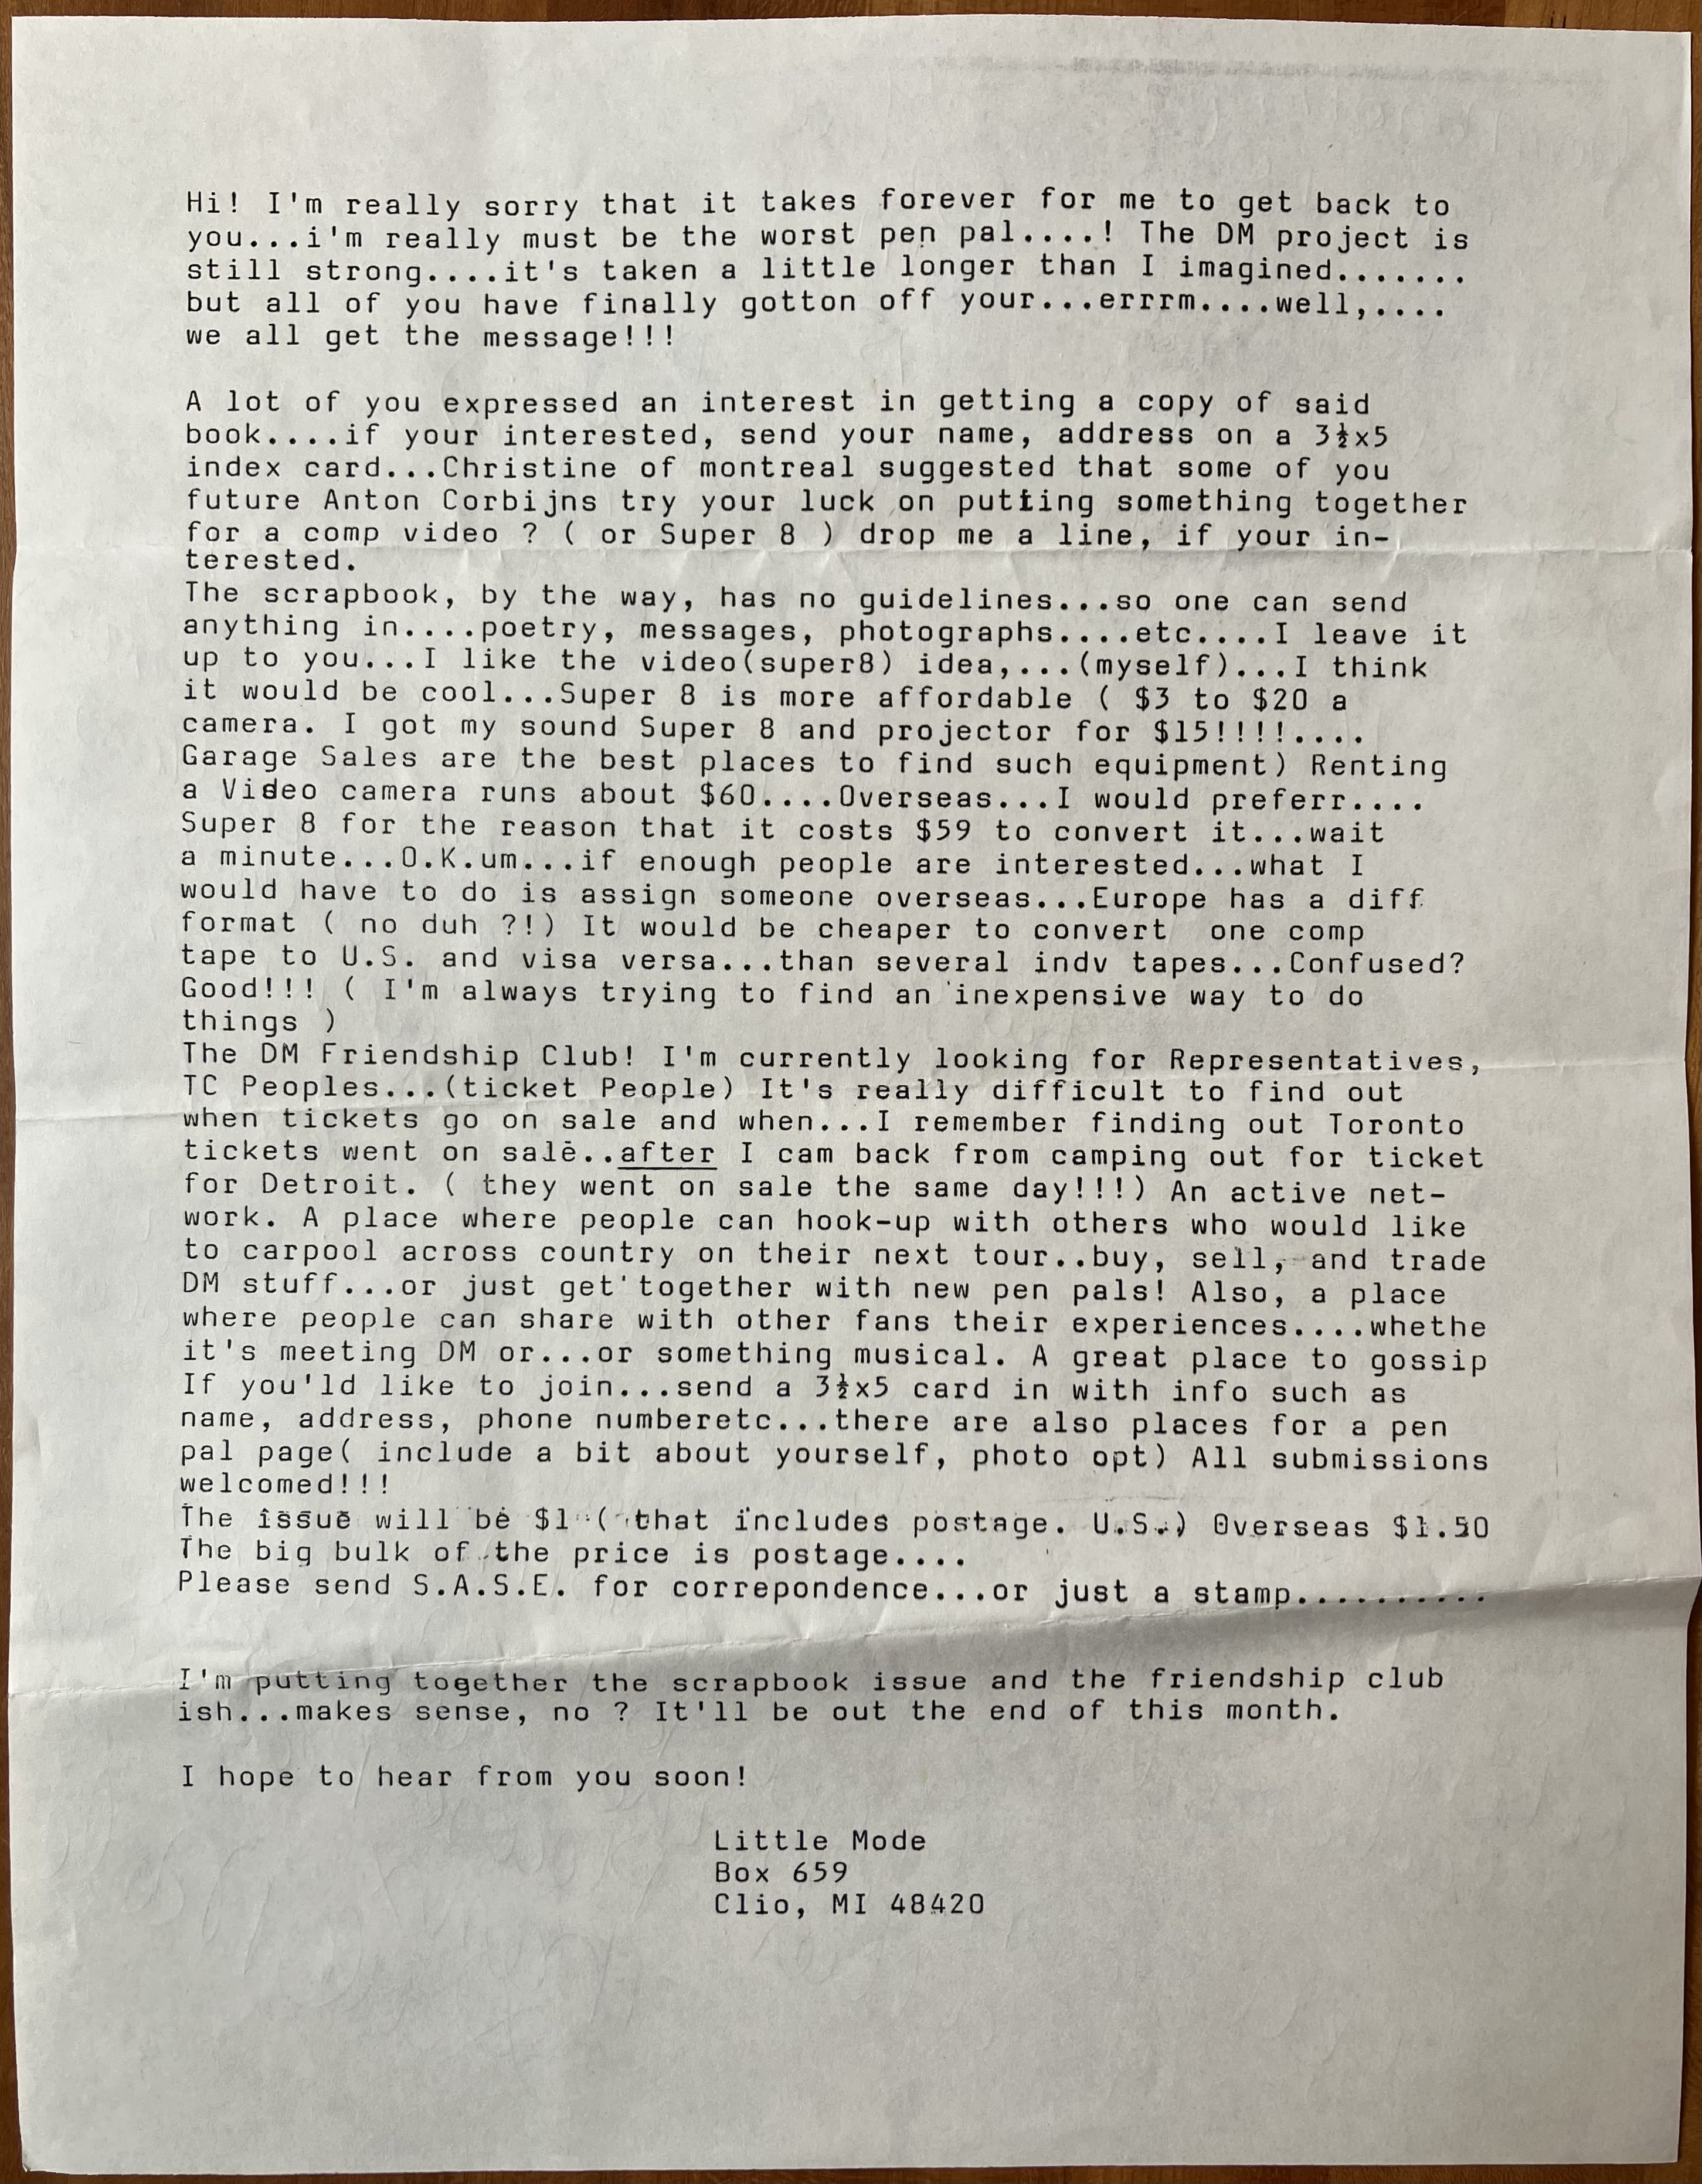 Hi! I'm really sorry that it takes forever for me to get back to
you...i'm really must be the worst pen pal....! The DM project is
still strong....it's taken a little longer than I imagined.......
but all of you have finally gotton off your...errrm....well,....
we all get the message!!!
A lot of you expressed an interest in getting a copy of said
book....if your interested, send your name, address on a 3½x5
index card...Christine of montreal suggested that some of you
future Anton Corbijns try your luck on putting something together
for a comp video ? ( or Super 8 ) drop me a line, if your in-
terested.
The scrapbook, by the way, has no guidelines...so one can send
anything in....poetry, messages, photographs....etc....I leave it
up to you...I like the video(super8) idea,...(myself)...I think
it would be cool...Super 8 is more affordable ( $3 to $20 a
camera. I got my sound Super 8 and projector for $15!!!!....
Garage Sales are the best places to find such equipment) Renting
a Video camera runs about $60....Overseas...I would preferr....
Super 8 for the reason that it costs $59 to convert it...wait
a minute...O.K.um...if enough people are interested...what I
would have to do is assign someone overseas...Europe has a diff
format ( no duh ?!) It would be cheaper to convert  one comp
tape to U.S. and visa versa...than several indv tapes...Confused?
Good!!! ( I'm always trying to find an inexpensive way to do
things )
The DM Friendship Club! I'm currently looking for Representatives,
TC Peoples...(ticket People) It's really difficult to find out
when tickets go on sale and when...I remember finding out Toronto
tickets went on sale..after I cam back from camping out for ticket
for Detroit. ( they went on sale the same day!!!) An active net-
work. A place where people can hook-up with others who would like
to carpool across country on their next tour..buy, sell, and trade
DM stuff...or just get together with new pen pals! Also, a place
where people can share with other fans their experiences....whethe
it's meeting DM or...or something musical. A great place to gossip
If you'ld like to join...send a 3½x5 card in with info such as
name, address, phone numberetc...there are also places for a pen
pal page( include a bit about yourself, photo opt) All submissions
welcomed!!!
The issue will be $1 ( that includes postage. U.S.) Overseas $1.50
The big bulk of the price is postage....
Please send S.A.S.E. for correpondence...or just a stamp..........
I'm putting together the scrapbook issue and the friendship club
ish...makes sense, no ? It'll be out the end of this month.
I hope to hear from you soon!
Little Mode
Box 659
Clio, MI 48420